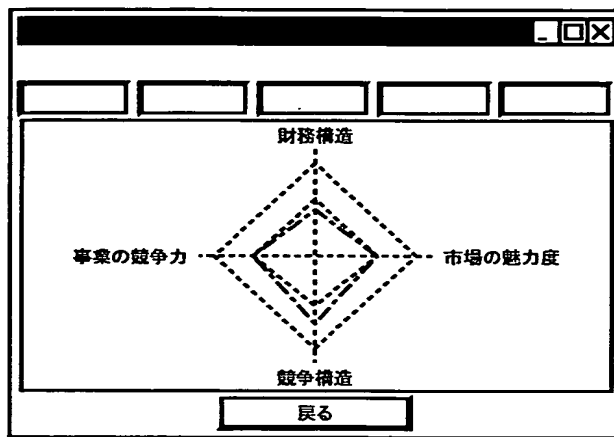 財務構造
事業の競争力
市場の魅力度
競争構造
戻る